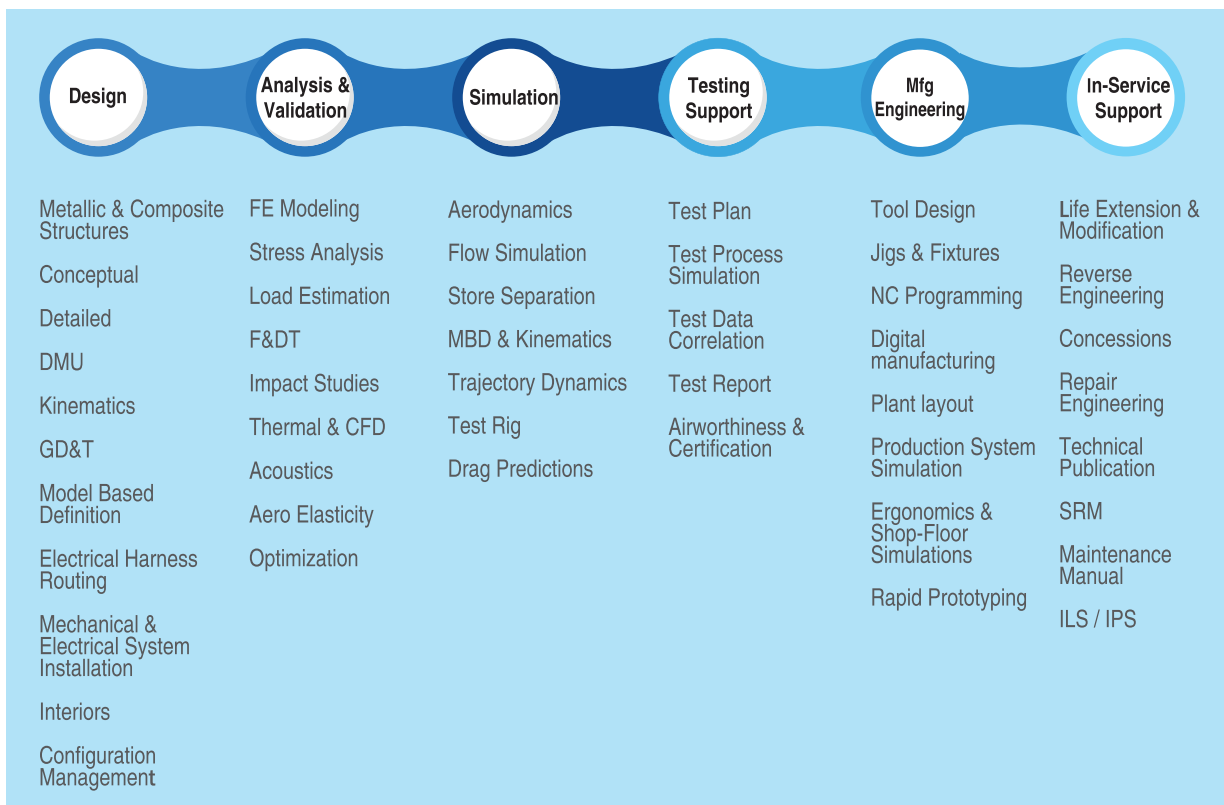 Design
Analysis &
Validation
Simulation
Testing
Support
Mfg
Engineering
In-Service
Support
Metallic & Composite
Structures
Conceptual
Detailed
DMU
Kinematics
GD&T
Model Based
Definition
Electrical Harness
Routing
Mechanical &
Electrical System
Installation
Interiors
Configuration
Management
FE Modeling
Stress Analysis
Load Estimation
F&DT
Impact Studies
Thermal & CFD
Acoustics
Aero Elasticity
Optimization
Aerodynamics
Flow Simulation
Store Separation
MBD & Kinematics
Trajectory Dynamics
Test Rig
Drag Predictions
Test Plan
Test Process
Simulation
Test Data
Correlation
Test Report
Airworthiness &
Certification
Tool Design
Jigs & Fixtures
NC Programming
Digital
manufacturing
Plant layout
Production System
Simulation
Ergonomics &
Shop-Floor
Simulations
Rapid Prototyping
Life Extension &
Modification
Reverse
Engineering
Concessions
Repair
Engineering
Technical
Publication
SRM
Maintenance
Manual
ILS / IPS